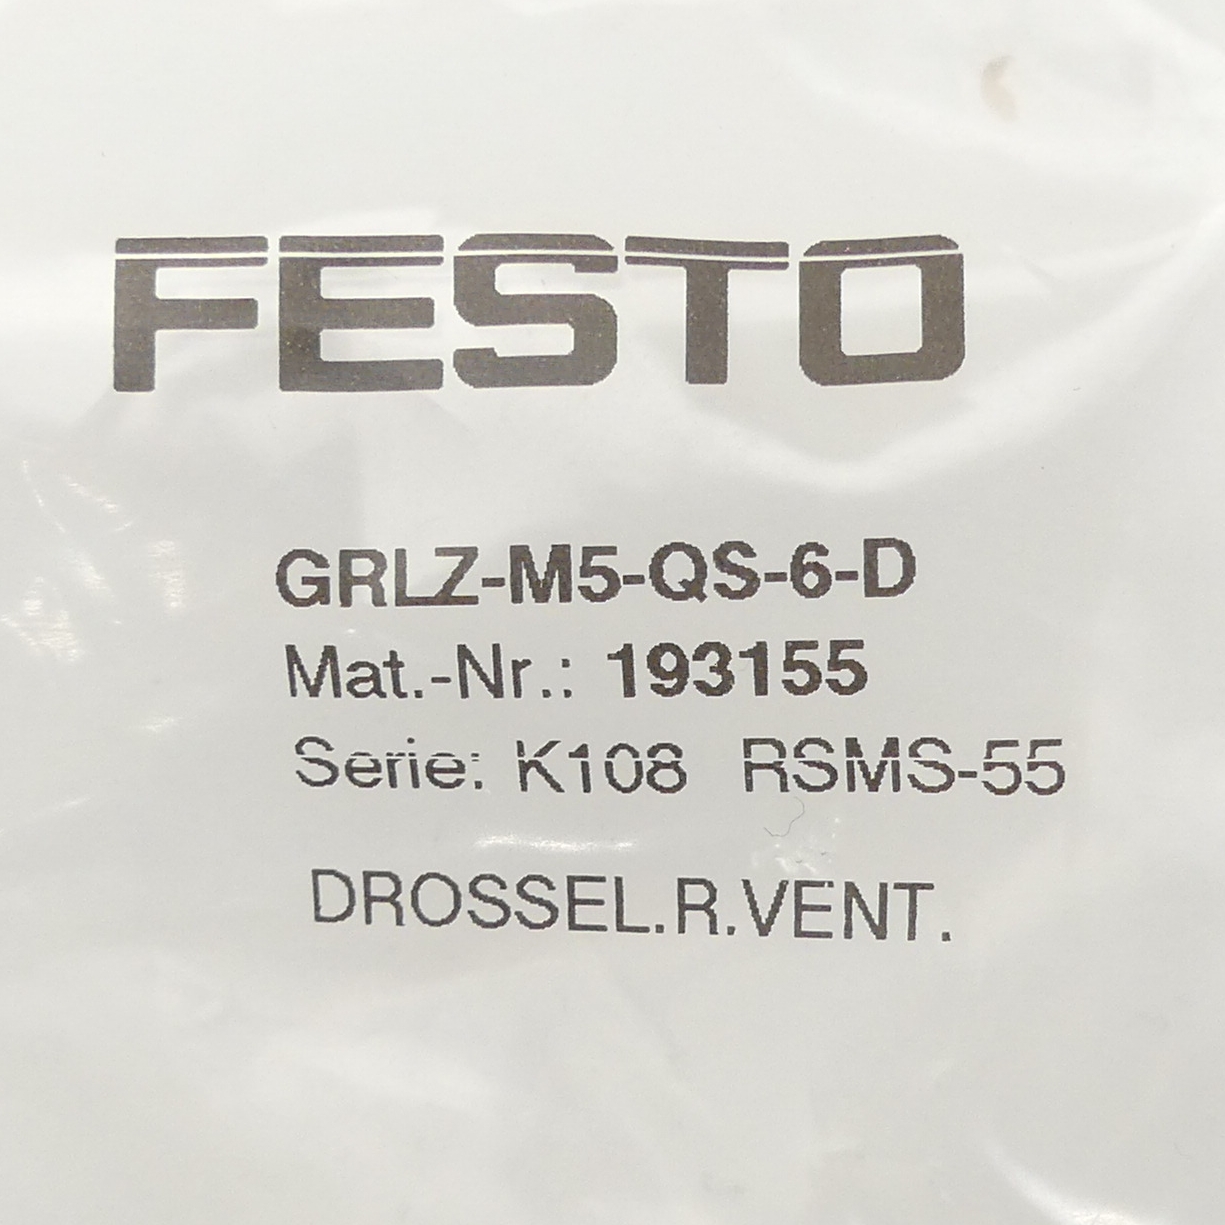 FESTO
GRLZ-M5-QS-6-D
Mat.-Nr.: 193155
Serie: K108 RSMS-55
DROSSEL.R.VENT.